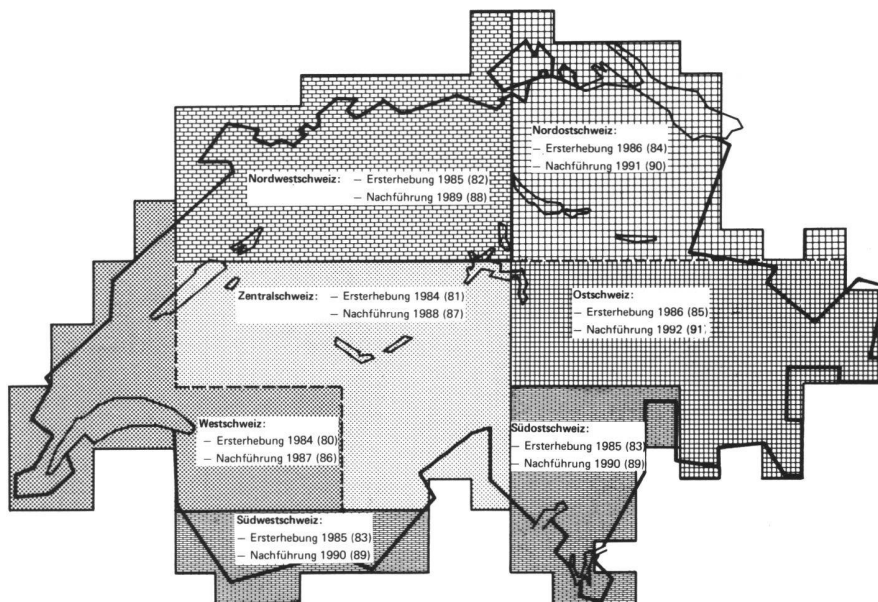 Nordostschweiz:
– Ersterhebung 1986 (84)
– Nachführung 1991 (90)
Nordwestschweiz: – Ersterhebung 1985 (82)
– Nachführung 1989 (88)
Zentralschweiz: – Ersterhebung 1984 (81)
– Nachführung 1988 (87)
Ostschweiz:
– Ersterhebung 1986 (85)
– Nachführung 1992 (91)
Westschweiz:
– Ersterhebung 1984 (80)
– Nachführung 1987 (86)
Südostschweiz:
– Ersterhebung 1985 (83)
– Nachführung 1990 (89)
Südwestschweiz:
– Ersterhebung 1985 (83)
– Nachführung 1990 (89)